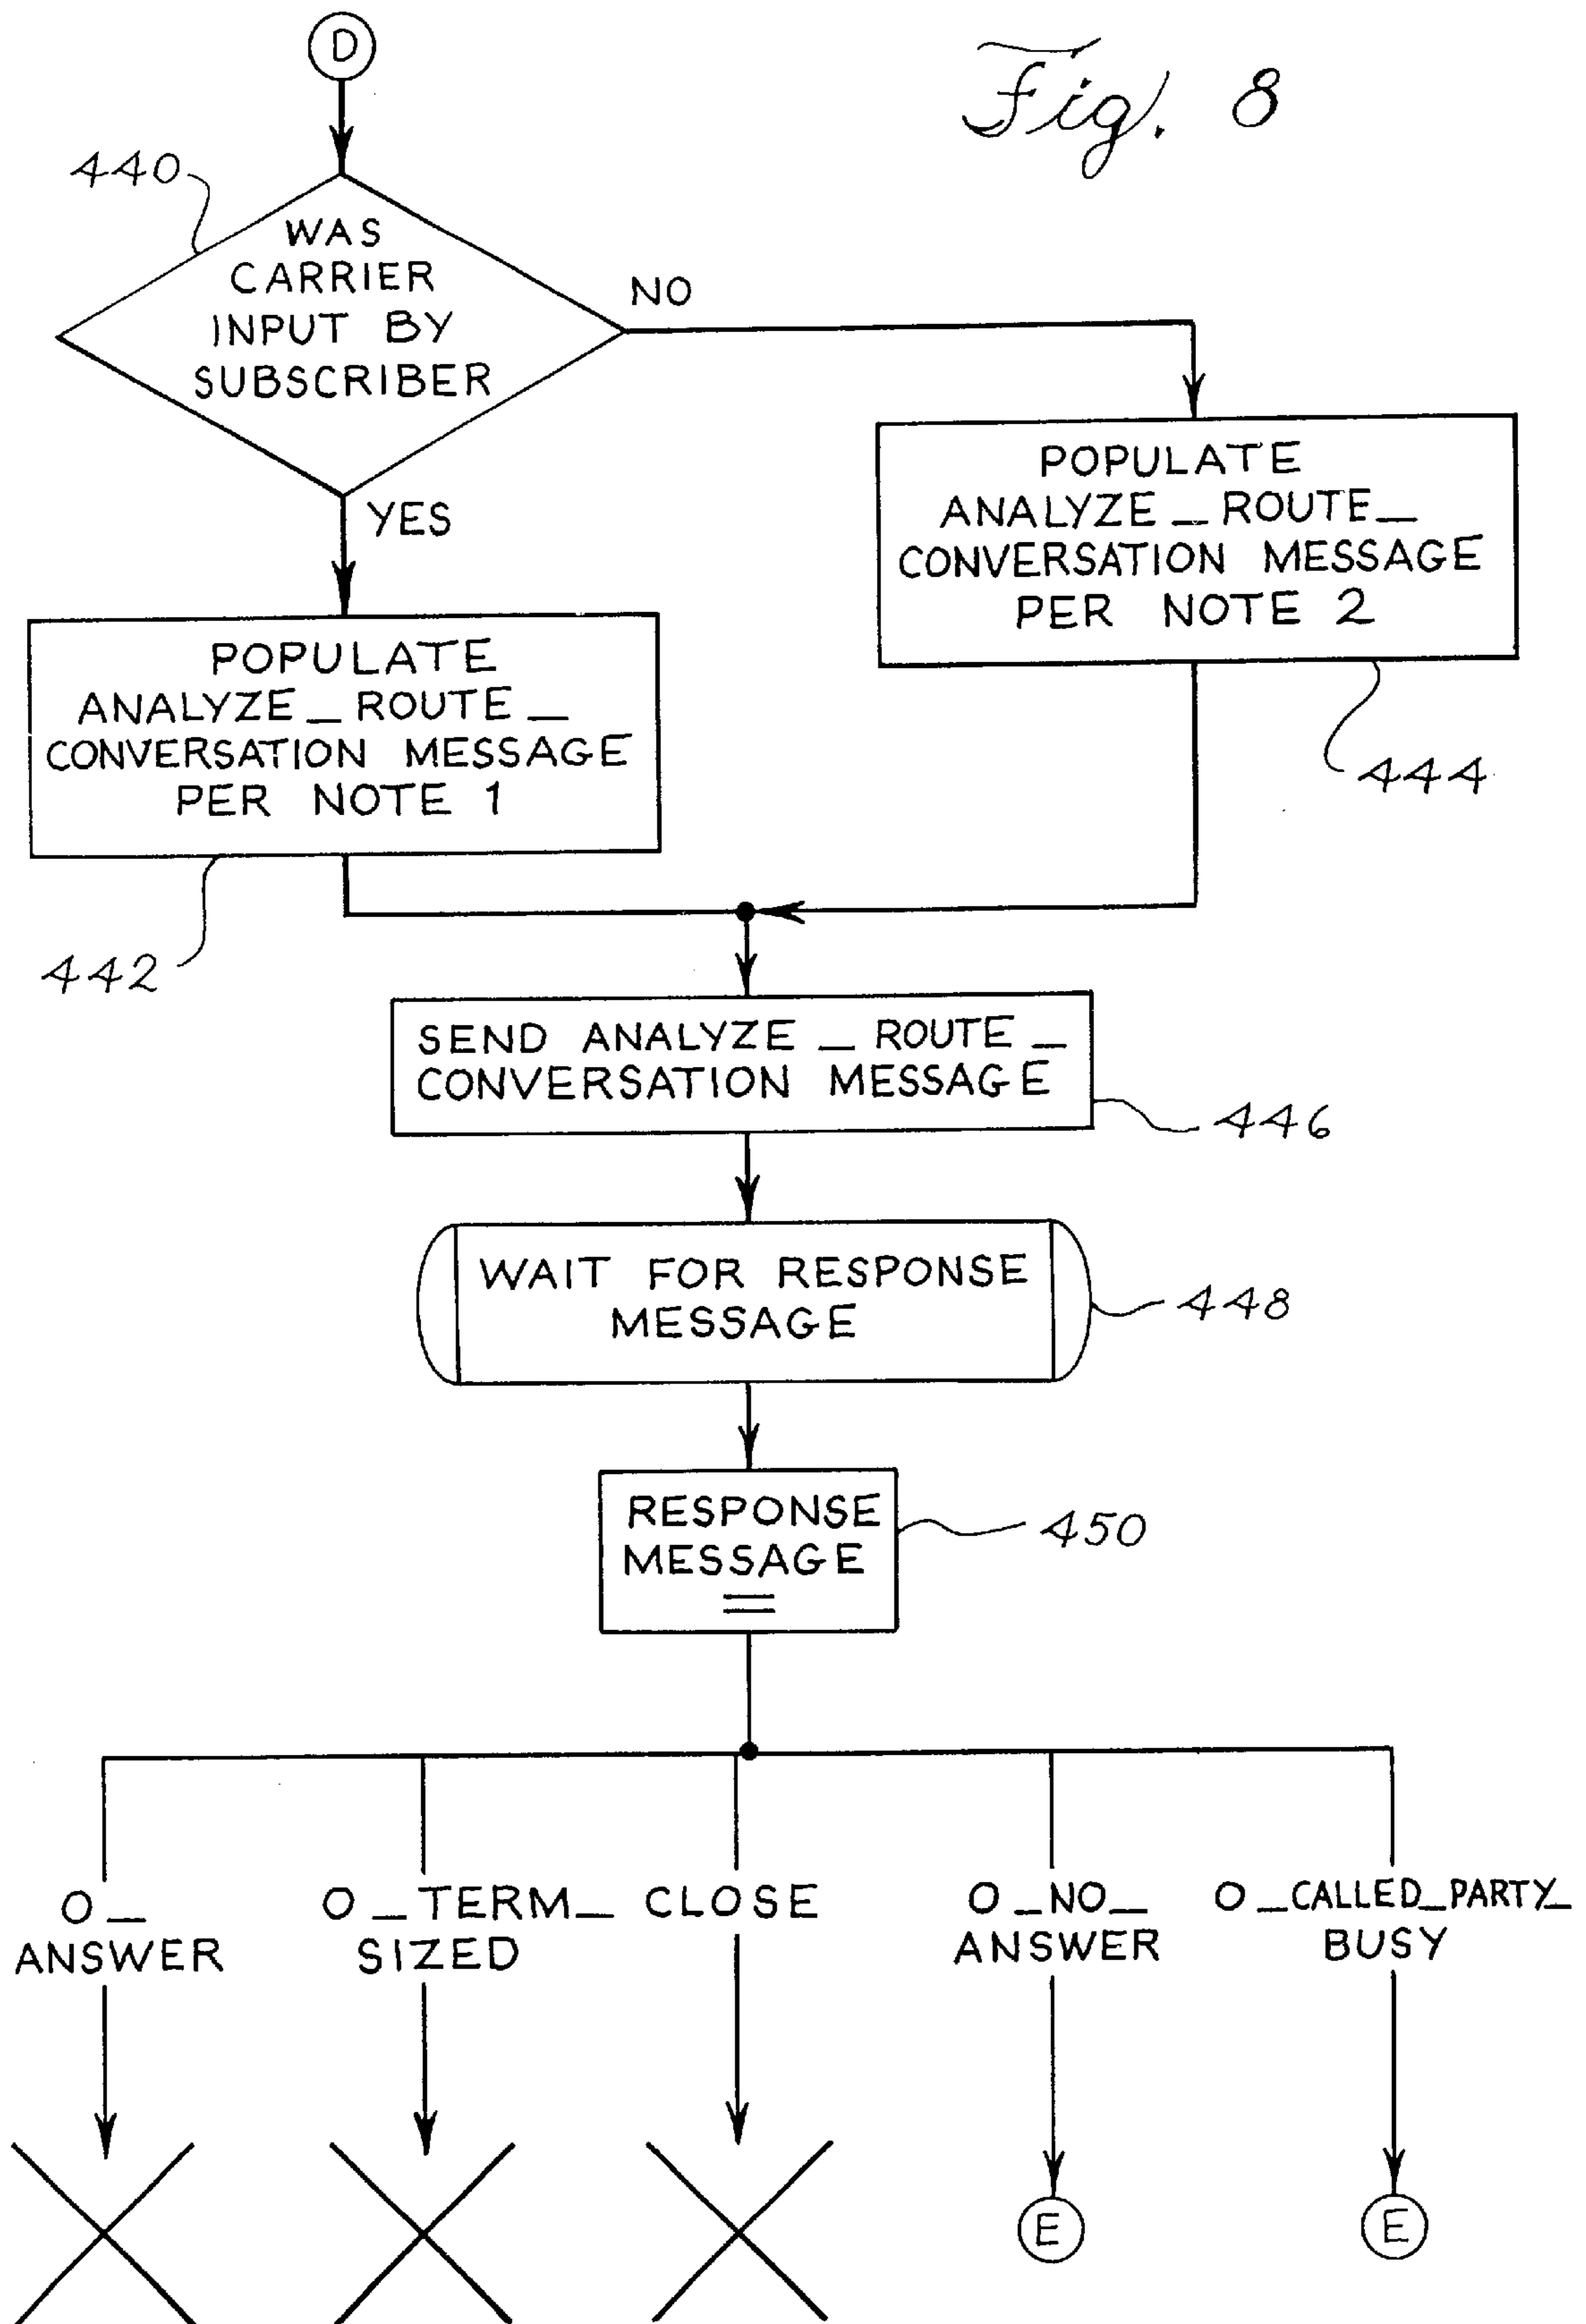 D
Fig. 8
440
WAS
CARRIER
INPUT BY
SUBSCRIBER
NO
YES
POPULATE
ANALYZE_ROUTE_
CONVERSATION MESSAGE
PER NOTE 2
444
POPULATE
ANALYZE_ROUTE_
CONVERSATION MESSAGE
PER NOTE 1
442
SEND ANALYZE_ROUTE_
CONVERSATION MESSAGE
446
WAIT FOR RESPONSE
MESSAGE
448
RESPONSE
MESSAGE
=
450
O_
ANSWER
O_TERM_
SIZED
CLOSE
O_NO_
ANSWER
O_CALLED_PARTY_
BUSY
E
E